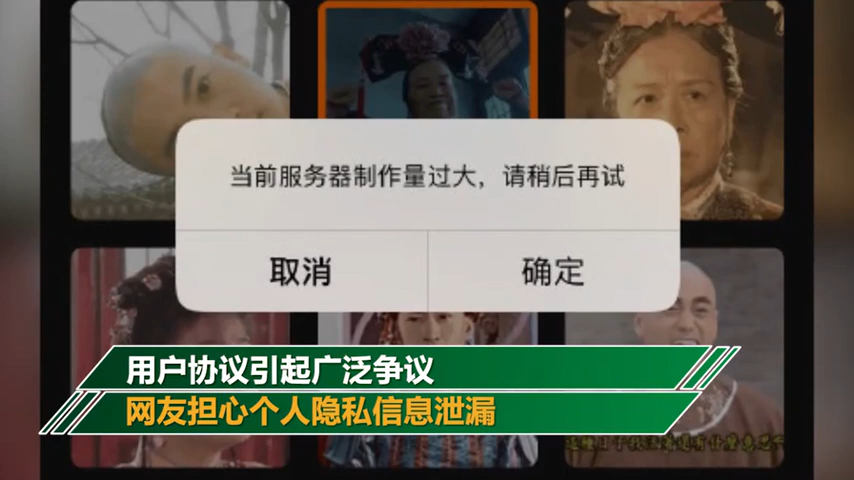 当前服务器制作量过大，请稍后再试
取消
确定
用户协议引起广泛争议
网友担心个人隐私信息泄漏